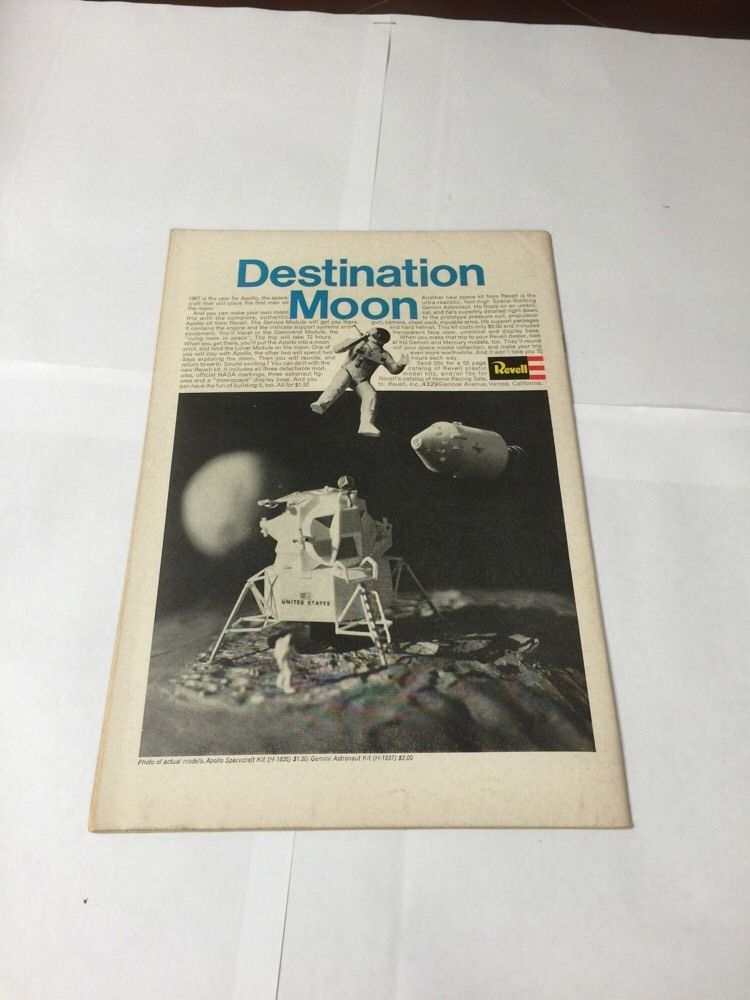 Destination
Moon
1967 is the year for Apollo, the space-
craft that will place the first man on
the moon.
And you can make your own moon
trip with the complete, authentic
Apollo kit from Revell. The Service Module will get you there.
It contains the engine and the intricate support systems and
equipment. You'll travel in the Command Module, the
"living room in space". The trip will take 72 hours.
When you get there, you'll put the Apollo into a moon
orbit, and land the Lunar Module on the moon. One of
you will stay with Apollo, the other two will spend two
days exploring the moon. Then you will reunite, and
return to earth. Sound exciting? You can do it with the
new Revell kit. It includes all three detachable mod-
ules, official NASA markings, three astronaut fig-
ures and a "moonscape" display base. And you
can have the fun of building it, too. All for $1.50
Another new space kit from Revell is the
ultra-realistic, foot-high Space-Walking
Gemini Astronaut. He floats on an umbili-
cal, and he's superbly detailed right down
to the prototype pressure suit, propulsion
gun, camera, chest pack, movable arms, life support packages
and hard helmet. This kit costs only $2.00 and includes
transparent face visor, umbilical and display base.
When you make that trip to your Revell dealer, look
at his Gemini and Mercury models, too. They'll round
out your space model collection, and make your trip
even more worthwhile. And it won't take you 72
hours each way.
Send 25c for a 52 page
catalog of Revell plastic
model kits, and/or 15c for
Revell's catalog of Home Racing Sets,
to: Revell, Inc., 4329 Glencoe Avenue, Venice, California.
Revell
UNITED STATES
Photo of actual models. Apollo Spacecraft Kit (H-1836) $1.50/Gemini Astronaut Kit (H-1837) $2.00